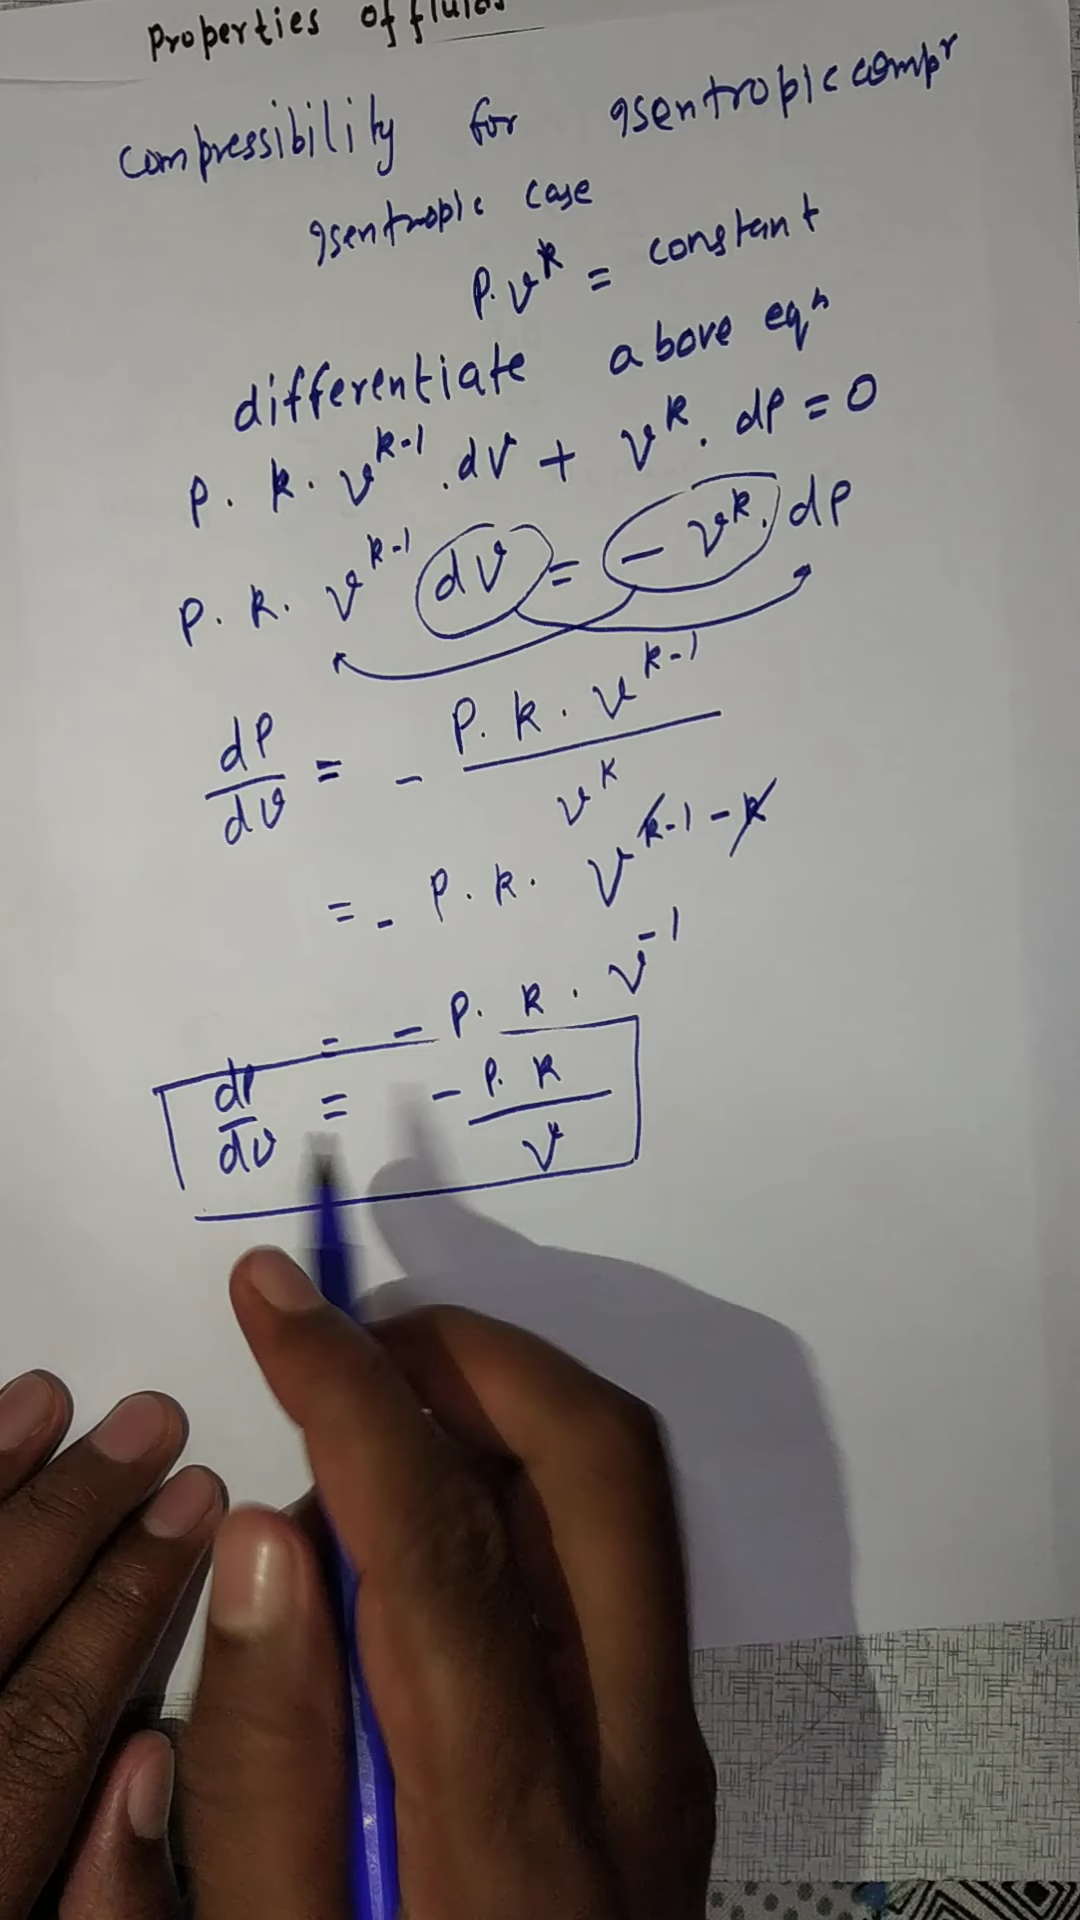 Properties of fluids
compressibility for isentropic compr
isentropic case
P.v^k = constant
differentiate above eqn
P. k. v^k-1 .dv + v^k. dP = 0
P. k. v^k-1 dv = - v^k. dP
dP/dv = - P. k. v^k-1 / v^k
= - P. k. v^k-1-k
= - P. k. v^-1
dP/dv = - P. k / v